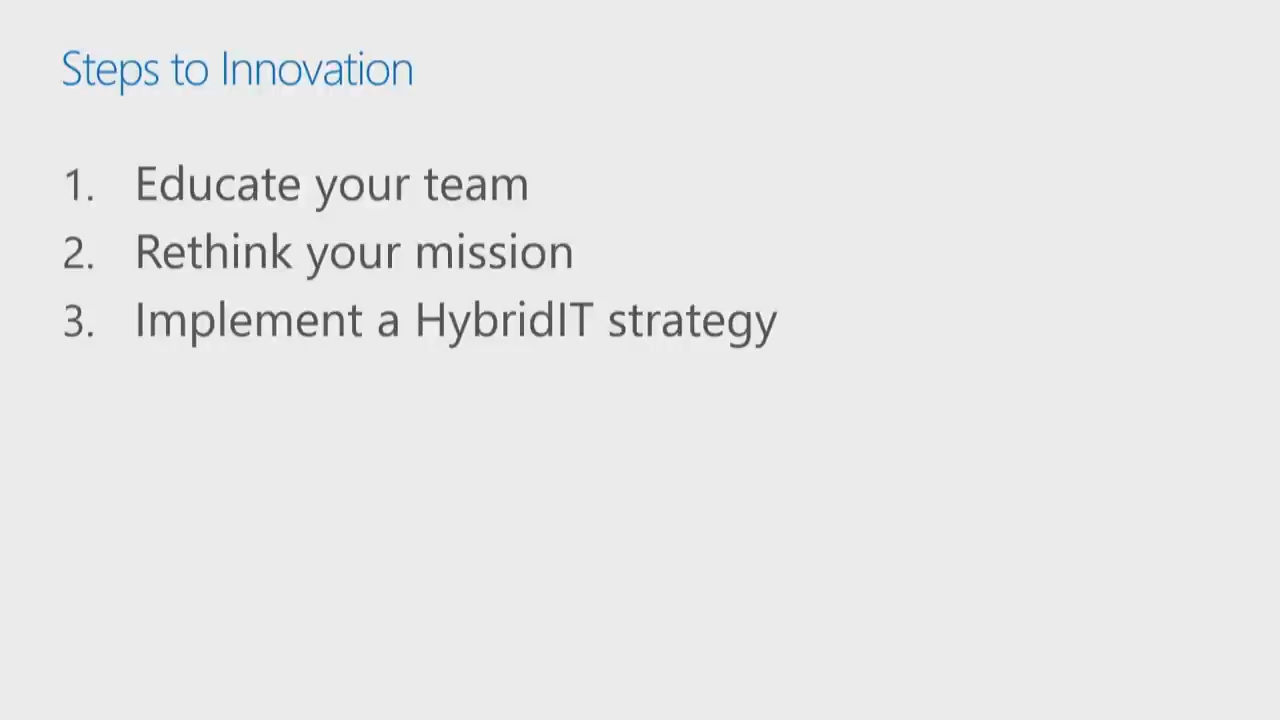 Steps to Innovation
1. Educate your team
2. Rethink your mission
3. Implement a HybridIT strategy